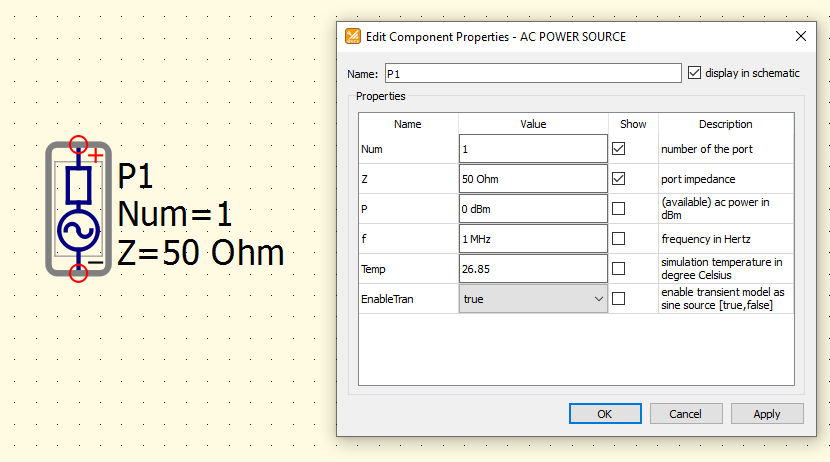 Edit Component Properties - AC POWER SOURCE
Name: P1 display in schematic
Properties
Name Value Show Description
Num 1 number of the port
Z 50 Ohm port impedance
P 0 dBm (available) ac power in
dBm
f 1 MHz frequency in Hertz
Temp 26.85 simulation temperature in
degree Celsius
EnableTran true enable transient model as
sine source [true,false]
OK Cancel Apply
+
P1
Num=1
Z=50 Ohm
−